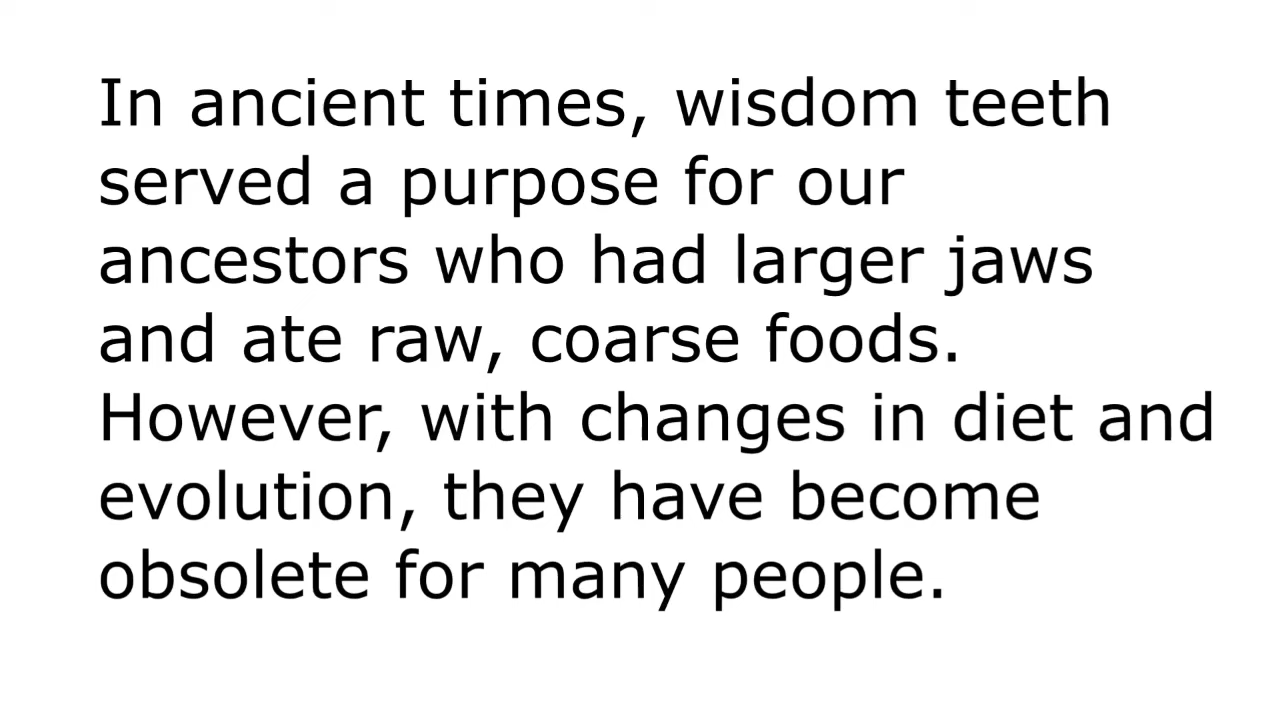 In ancient times, wisdom teeth
served a purpose for our
ancestors who had larger jaws
and ate raw, coarse foods.
However, with changes in diet and
evolution, they have become
obsolete for many people.